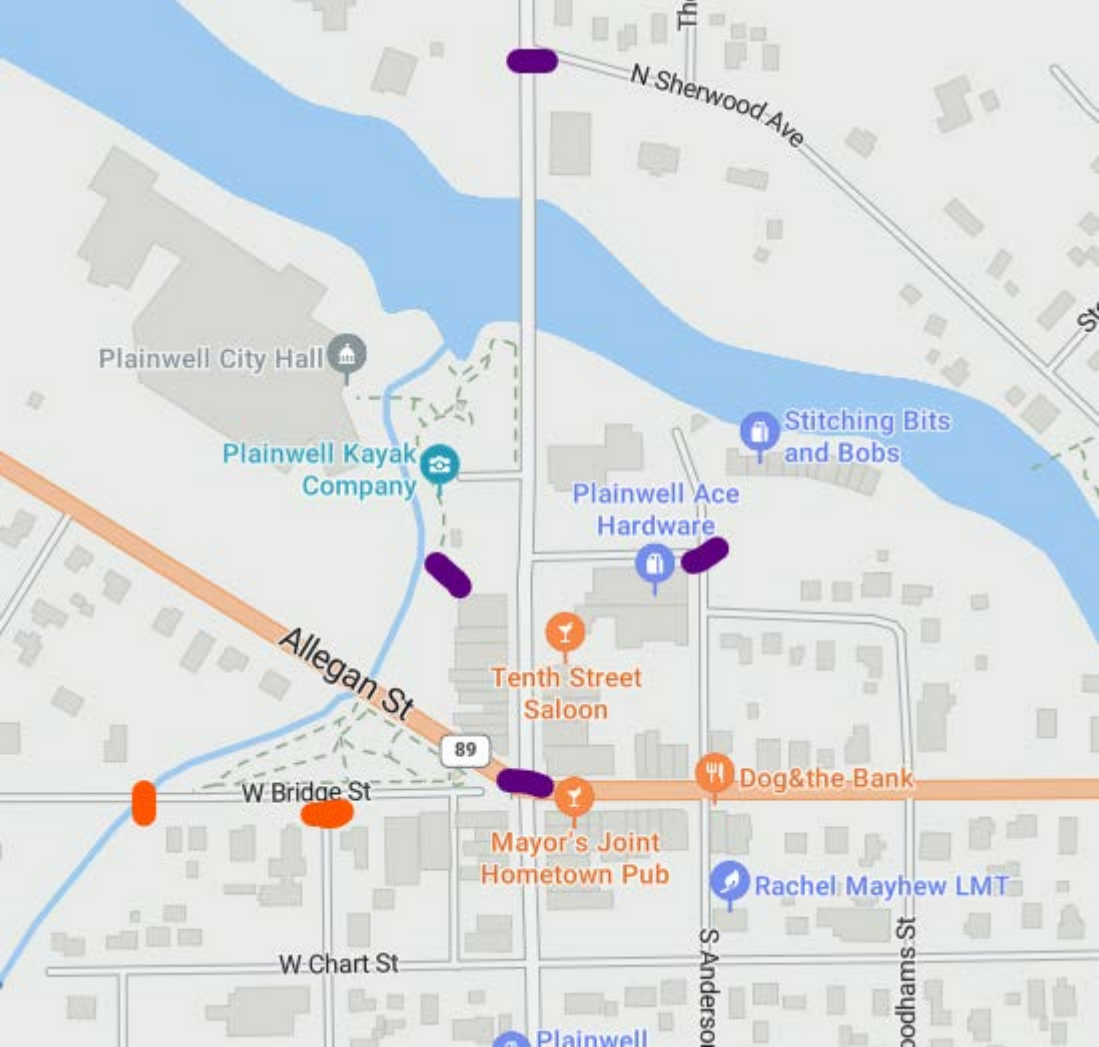 The
N Sherwood Ave
Plainwell City Hall
Stitching Bits
and Bobs
Plainwell Kayak
Company
Plainwell Ace
Hardware
Allegan St
Tenth Street
Saloon
89
Dog&the Bank
W Bridge St
Mayor's Joint
Hometown Pub
Rachel Mayhew LMT
W Chart St
S Anderson
oodhams St
Plainwell